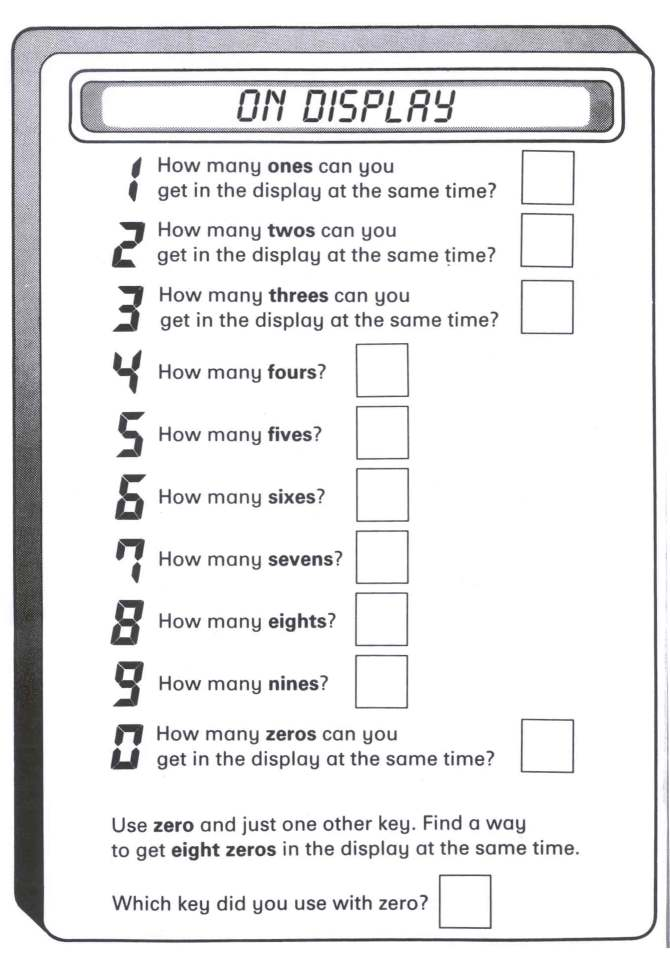 ON DISPLAY
1 How many ones can you
get in the display at the same time?
2 How many twos can you
get in the display at the same time?
3 How many threes can you
get in the display at the same time?
4 How many fours?
5 How many fives?
6 How many sixes?
7 How many sevens?
8 How many eights?
9 How many nines?
0 How many zeros can you
get in the display at the same time?
Use zero and just one other key. Find a way
to get eight zeros in the display at the same time.
Which key did you use with zero?